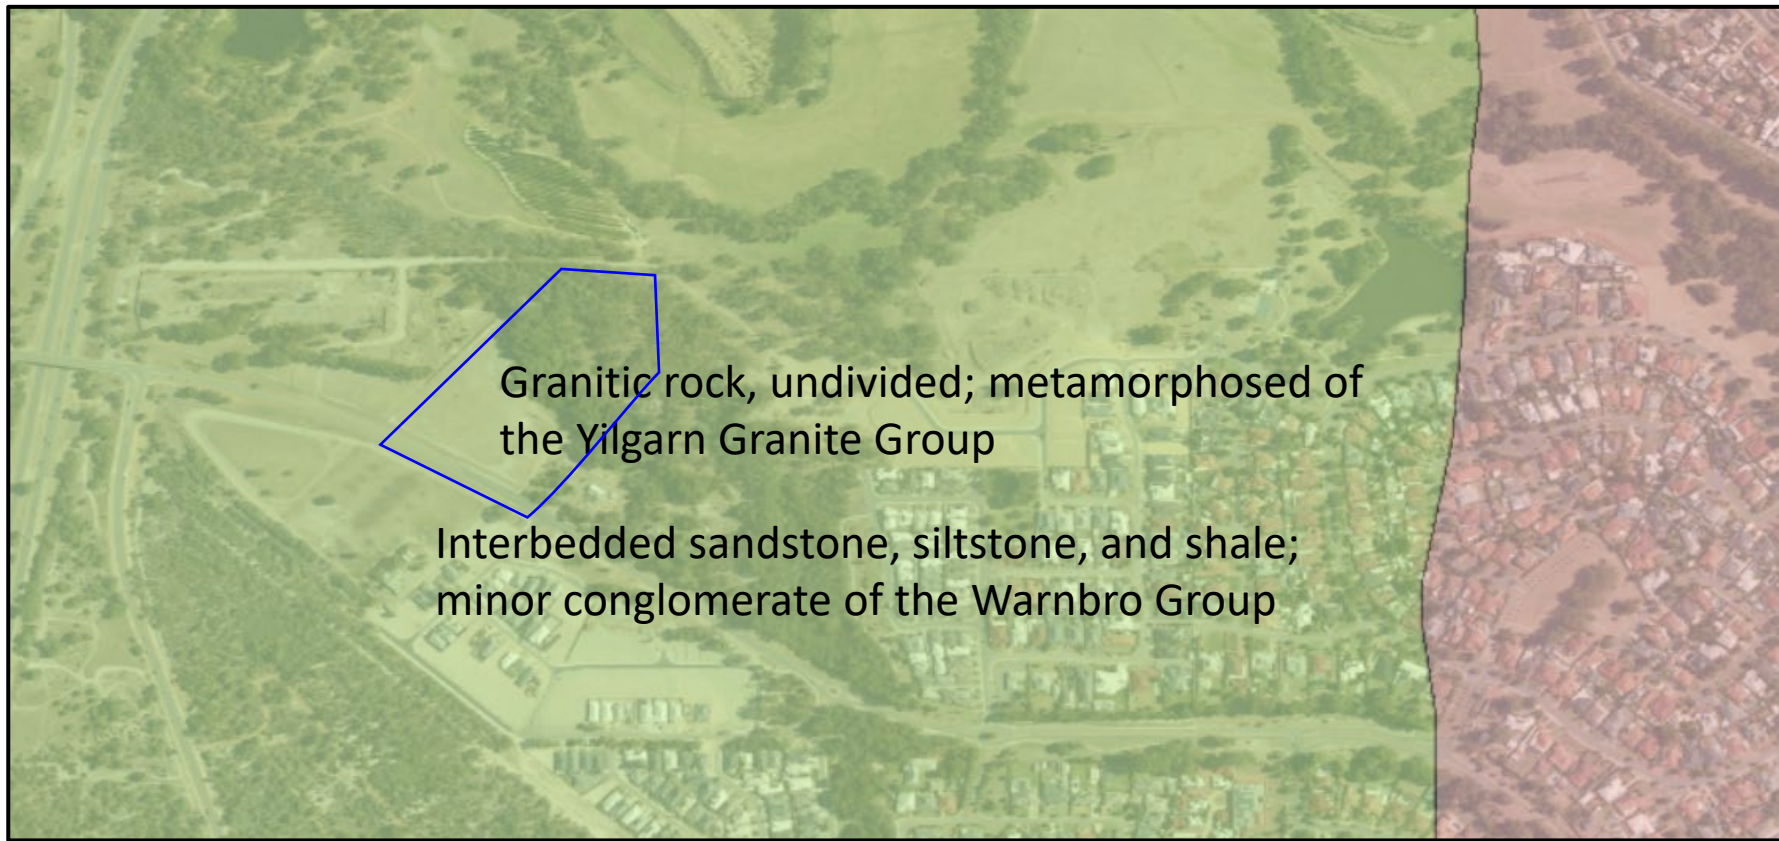 Granitic rock, undivided; metamorphosed of
the Yilgarn Granite Group
Interbedded sandstone, siltstone, and shale;
minor conglomerate of the Warnbro Group